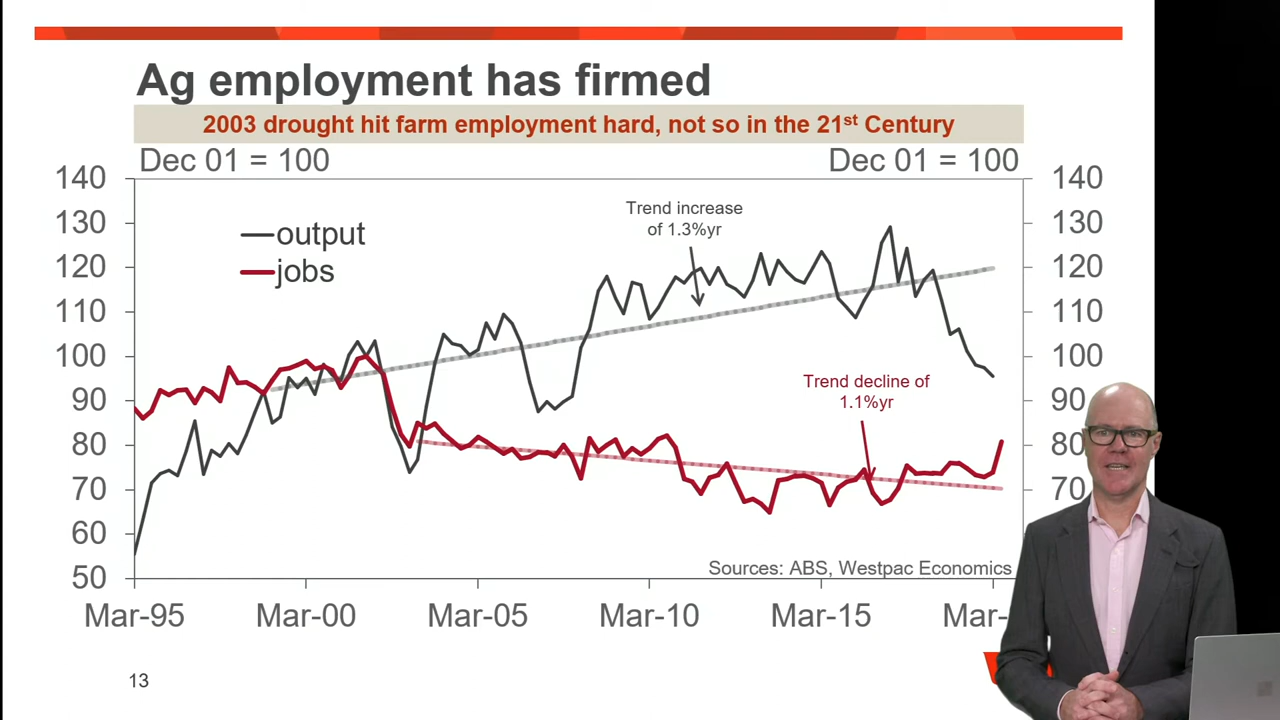 Ag employment has firmed
2003 drought hit farm employment hard, not so in the 21st Century
Dec 01 = 100
Dec 01 = 100
140
130
120
110
100
90
80
70
60
50
output
jobs
Trend increase
of 1.3%yr
Trend decline of
1.1%yr
140
130
120
110
100
90
80
70
Sources: ABS, Westpac Economics
Mar-95 Mar-00 Mar-05 Mar-10 Mar-15 Mar-
13